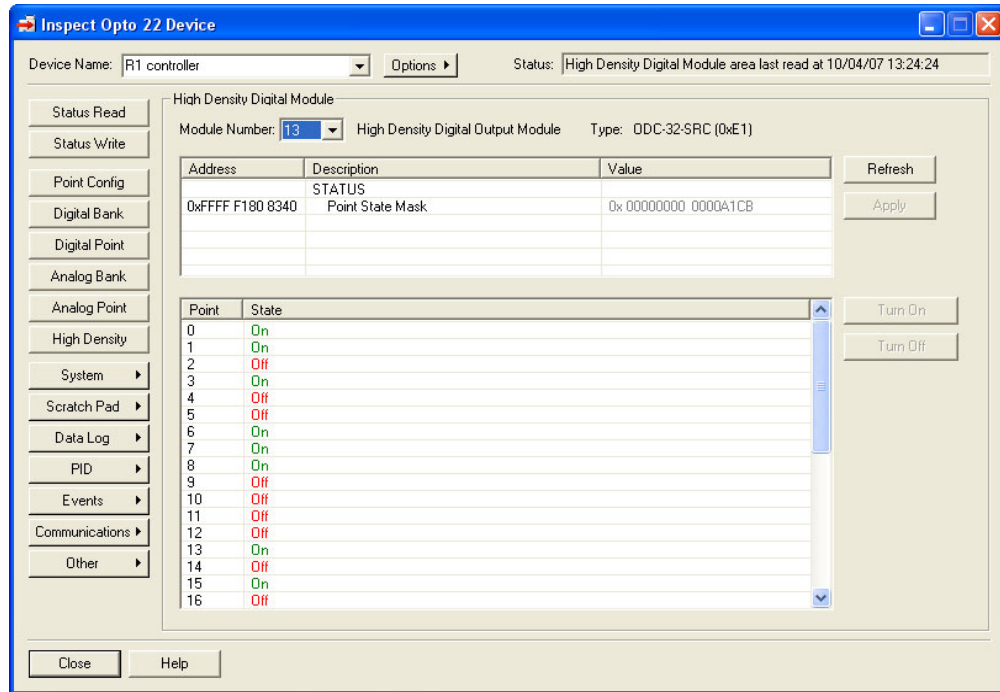 Inspect Opto 22 Device
Device Name: R1 controller Options Status: High Density Digital Module area last read at 10/04/07 13:24:24
Status Read
Status Write
Point Config
Digital Bank
Digital Point
Analog Bank
Analog Point
High Density
System
Scratch Pad
Data Log
PID
Events
Communications
Other
High Density Digital Module
Module Number: 13 High Density Digital Output Module Type: ODC-32-SRC (0xE1)
Address Description Value
STATUS
0xFFFF F180 8340 Point State Mask 0x 00000000 0000A1CB
Refresh
Apply
Point State
0 On
1 On
2 Off
3 On
4 Off
5 Off
6 On
7 On
8 On
9 Off
10 Off
11 Off
12 Off
13 On
14 Off
15 On
16 Off
Turn On
Turn Off
Close Help